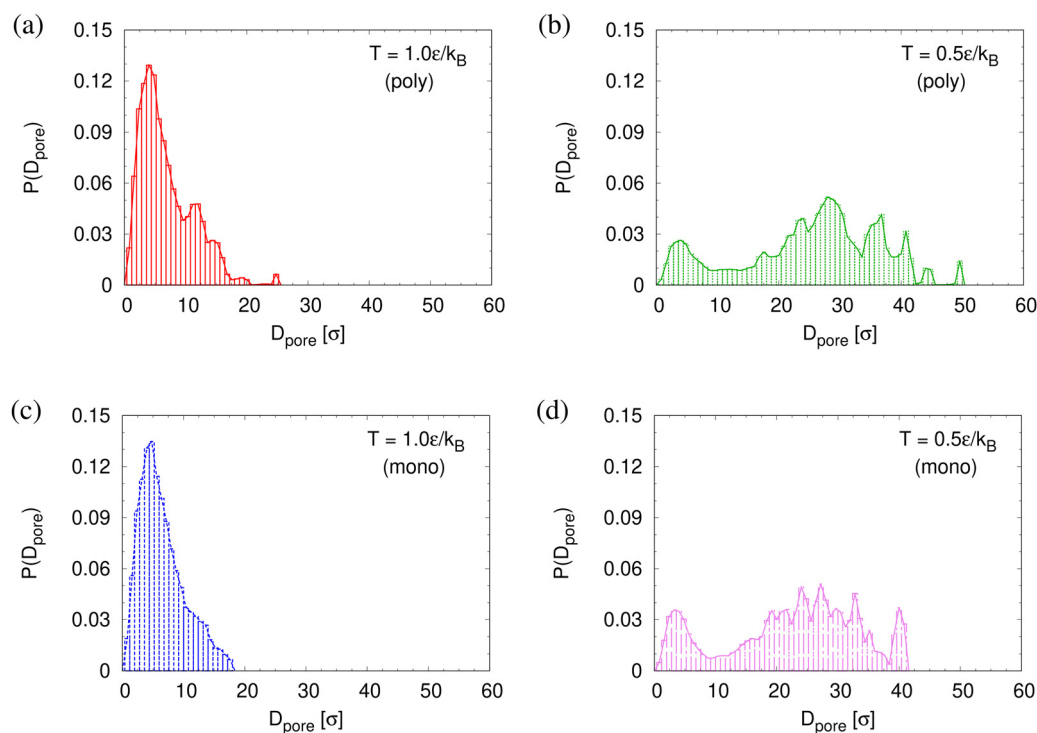 (a)
0.15
0.12
0.09
0.06
0.03
0
P(D_pore)
T = 1.0ε/k_B
(poly)
0 10 20 30 40 50 60
D_pore [σ]
(b)
0.15
0.12
0.09
0.06
0.03
0
P(D_pore)
T = 0.5ε/k_B
(poly)
0 10 20 30 40 50 60
D_pore [σ]
(c)
0.15
0.12
0.09
0.06
0.03
0
P(D_pore)
T = 1.0ε/k_B
(mono)
0 10 20 30 40 50 60
D_pore [σ]
(d)
0.15
0.12
0.09
0.06
0.03
0
P(D_pore)
T = 0.5ε/k_B
(mono)
0 10 20 30 40 50 60
D_pore [σ]